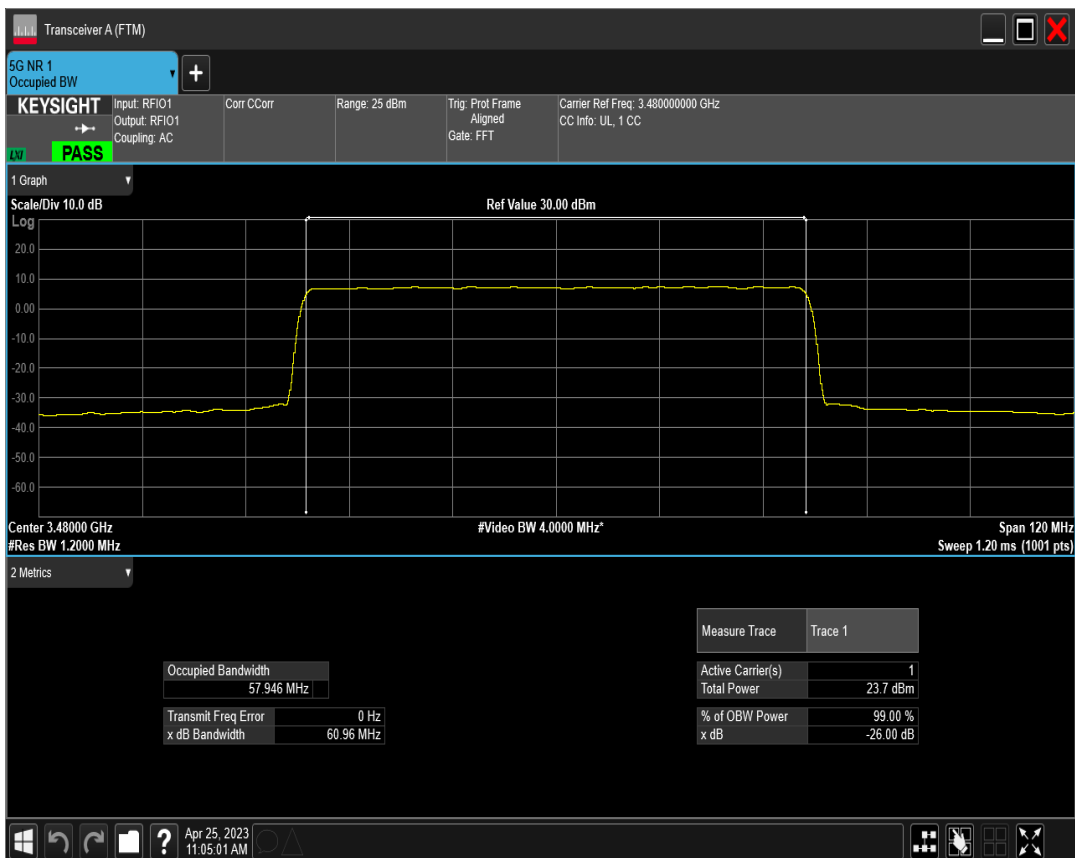 Transceiver A (FTM)
5G NR 1
Occupied BW
+
KEYSIGHT
LXI
PASS
Input: RFIO1
Output: RFIO1
Coupling: AC
Corr CCorr
Range: 25 dBm
Trig: Prot Frame
Aligned
Gate: FFT
Carrier Ref Freq: 3.480000000 GHz
CC Info: UL, 1 CC
1 Graph
Scale/Div 10.0 dB
Ref Value 30.00 dBm
Log
20.0
10.0
0.00
-10.0
-20.0
-30.0
-40.0
-50.0
-60.0
Center 3.48000 GHz
#Video BW 4.0000 MHz*
Span 120 MHz
#Res BW 1.2000 MHz
Sweep 1.20 ms (1001 pts)
2 Metrics
Measure Trace Trace 1
Occupied Bandwidth
57.946 MHz
Active Carrier(s) 1
Total Power 23.7 dBm
Transmit Freq Error 0 Hz
x dB Bandwidth 60.96 MHz
% of OBW Power 99.00 %
x dB -26.00 dB
?
Apr 25, 2023
11:05:01 AM